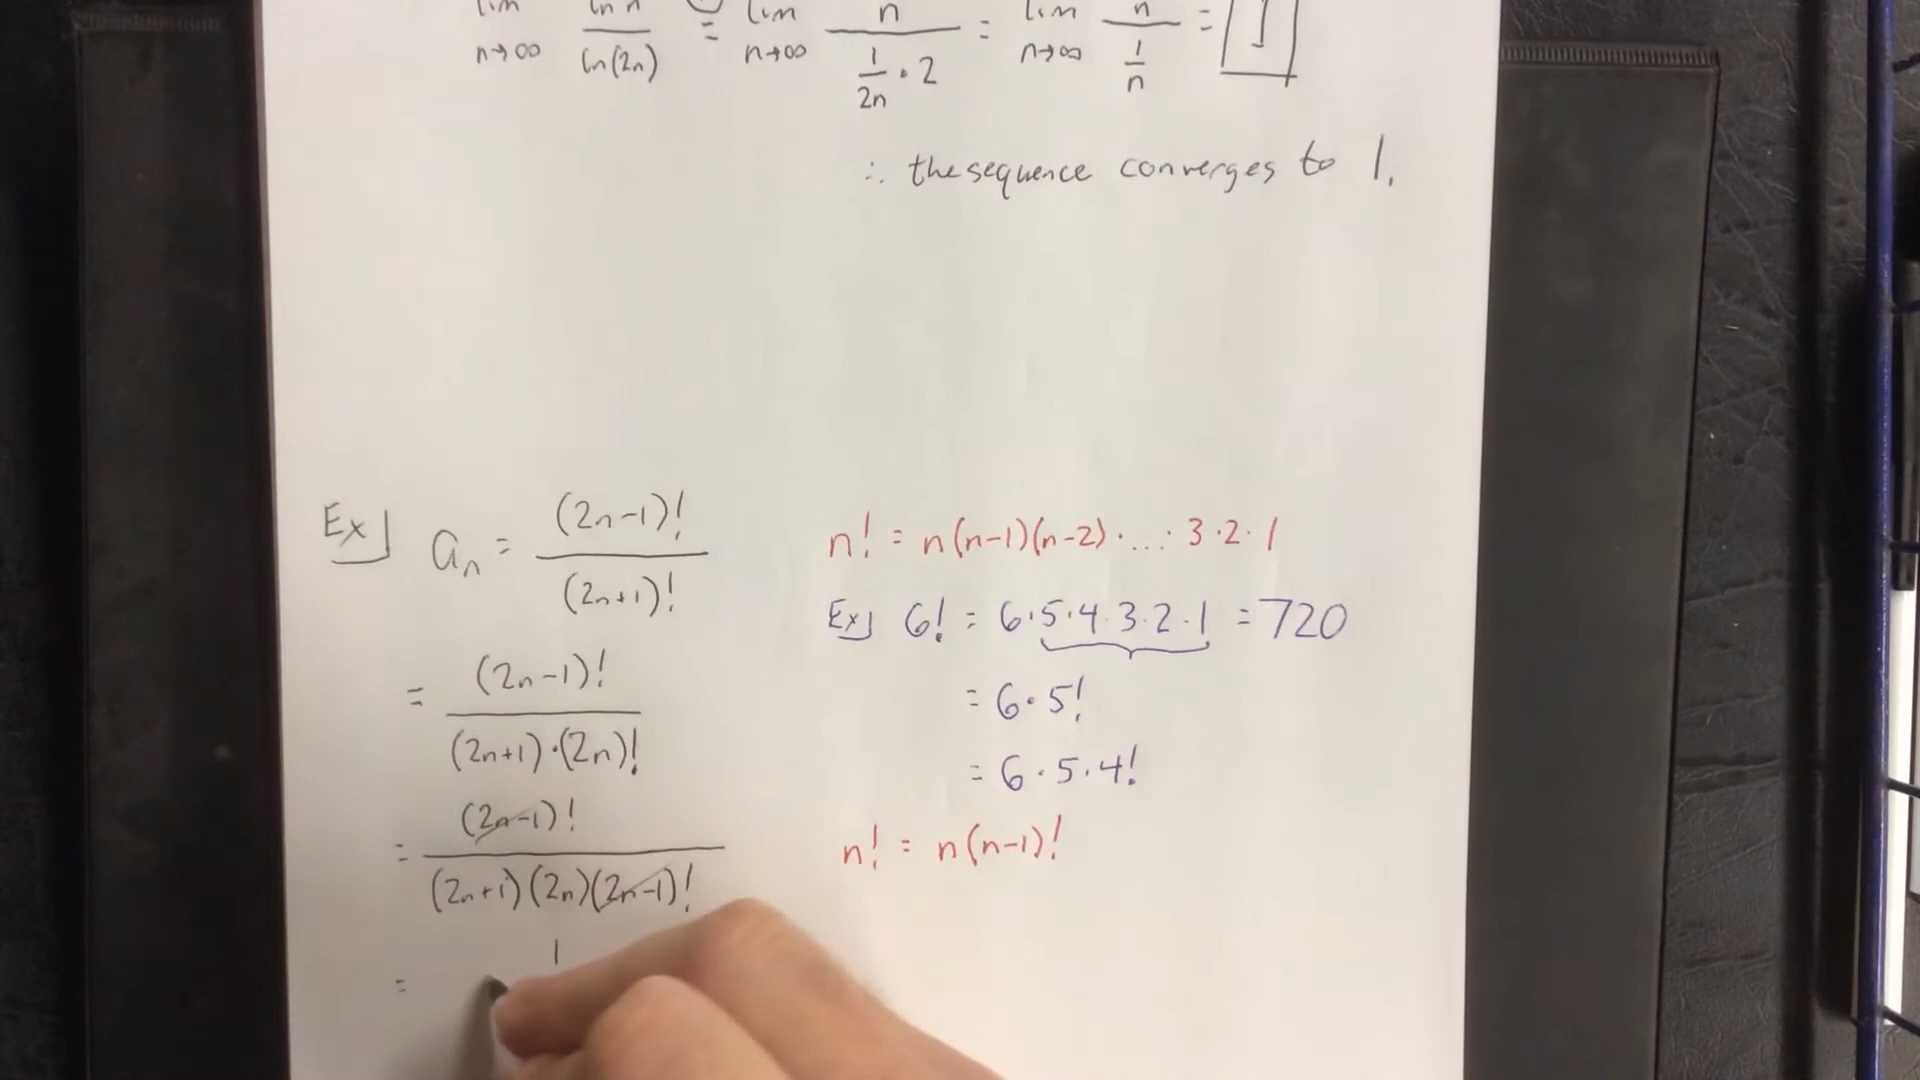 lim n→∞ ln n / ln(2n) = lim n→∞ n / (1/2n · 2) = lim n→∞ n / (1/n) = 1
∴ the sequence converges to 1.
Ex] aₙ = (2n-1)! / (2n+1)!
= (2n-1)! / (2n+1)·(2n)!
= (2n-1)! / (2n+1)(2n)(2n-1)!
= 1
n! = n(n-1)(n-2)·...·3·2·1
Ex] 6! = 6·5·4·3·2·1 = 720
= 6·5!
= 6·5·4!
n! = n(n-1)!